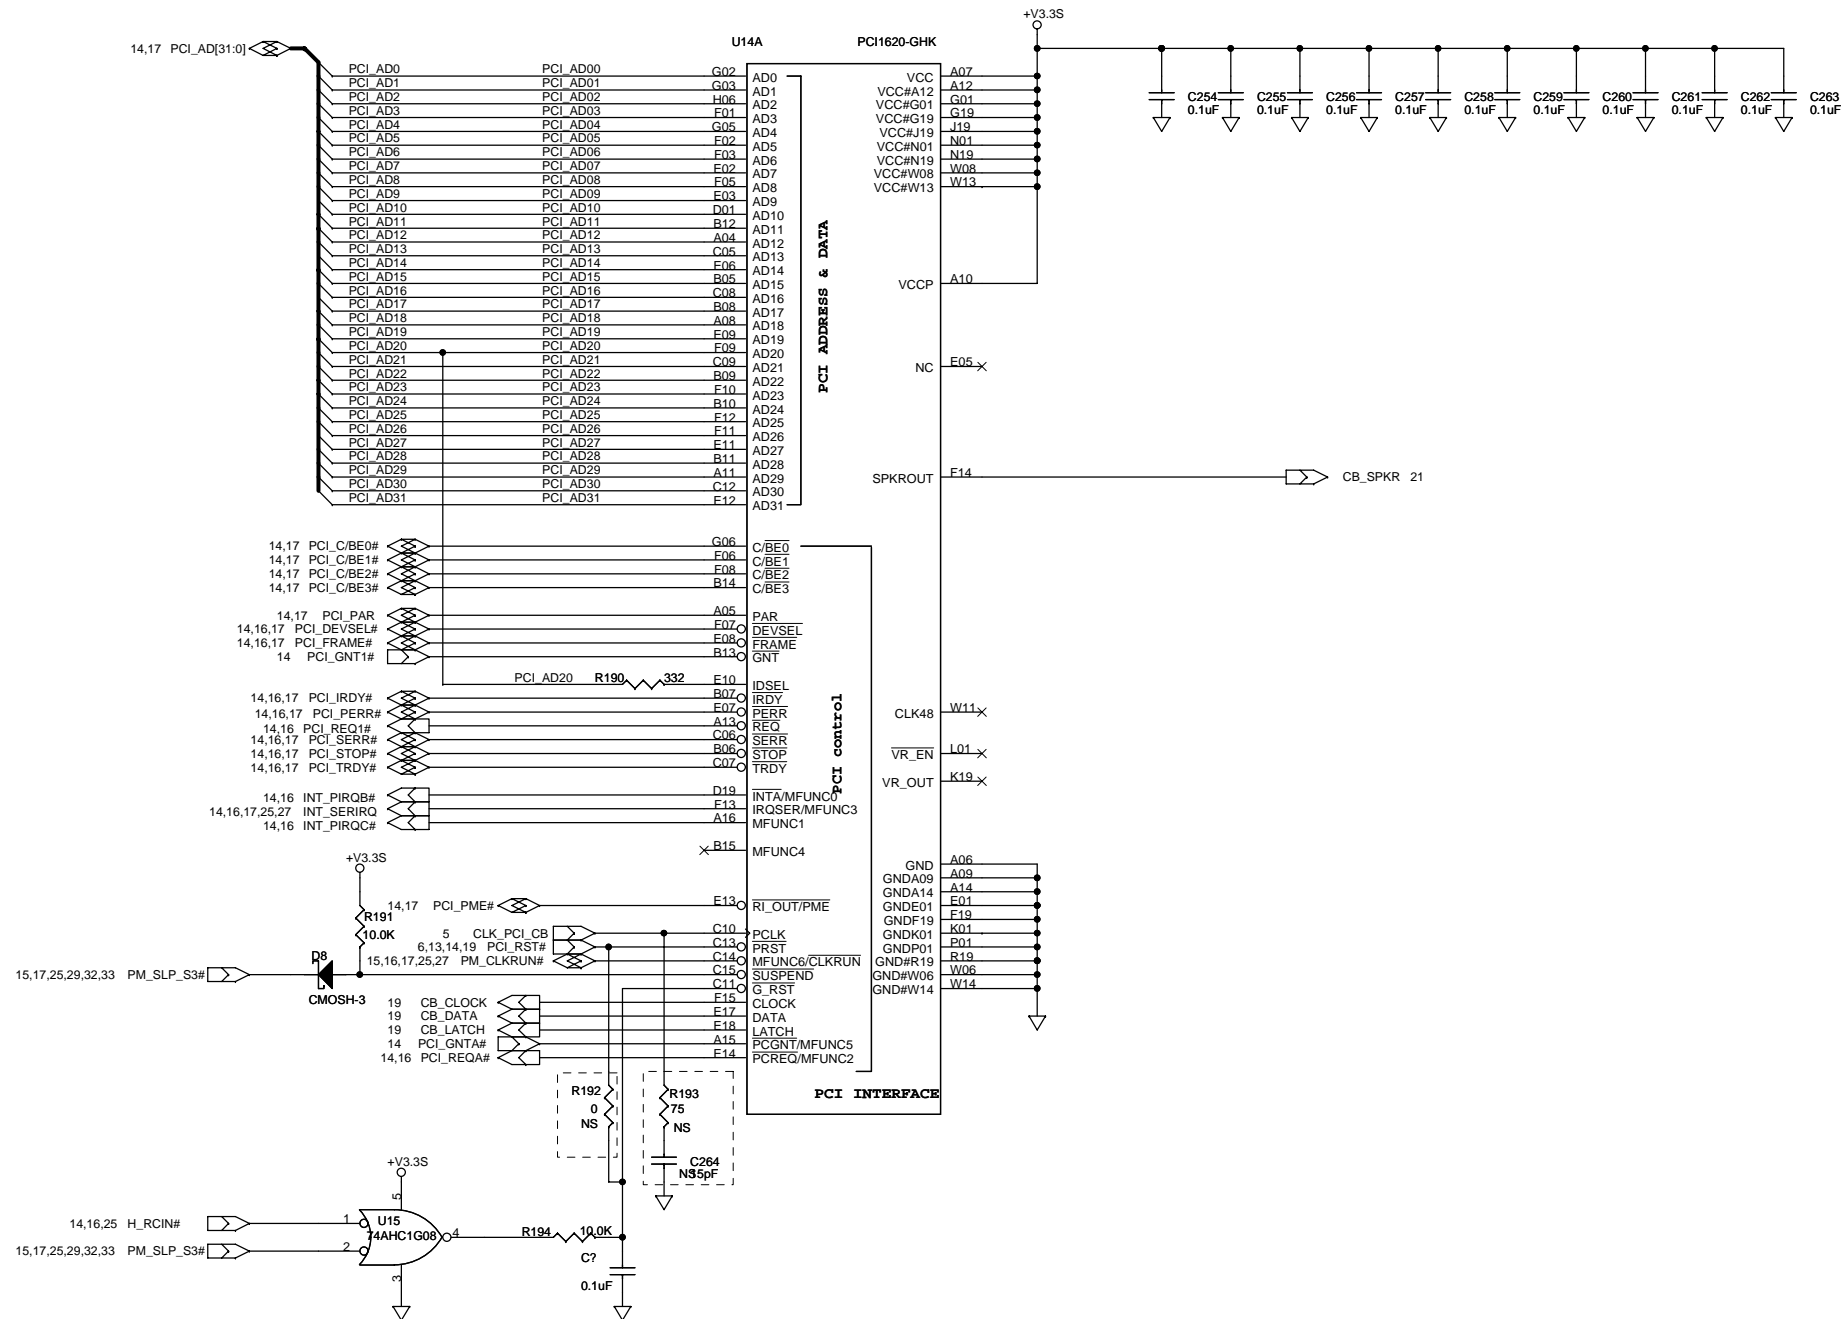 +V3.3S
U14A PCI1620-GHK
14,17 PCI_AD[31:0]
PCI_AD0 PCI_AD00 G02 AD0
PCI_AD1 PCI_AD01 G03 AD1
PCI_AD2 PCI_AD02 H06 AD2
PCI_AD3 PCI_AD03 F01 AD3
PCI_AD4 PCI_AD04 G05 AD4
PCI_AD5 PCI_AD05 F02 AD5
PCI_AD6 PCI_AD06 F03 AD6
PCI_AD7 PCI_AD07 E02 AD7
PCI_AD8 PCI_AD08 F05 AD8
PCI_AD9 PCI_AD09 E03 AD9
PCI_AD10 PCI_AD10 D01 AD10
PCI_AD11 PCI_AD11 B12 AD11
PCI_AD12 PCI_AD12 A04 AD12
PCI_AD13 PCI_AD13 C05 AD13
PCI_AD14 PCI_AD14 E06 AD14
PCI_AD15 PCI_AD15 B05 AD15
PCI_AD16 PCI_AD16 C08 AD16
PCI_AD17 PCI_AD17 B08 AD17
PCI_AD18 PCI_AD18 A08 AD18
PCI_AD19 PCI_AD19 E09 AD19
PCI_AD20 PCI_AD20 F09 AD20
PCI_AD21 PCI_AD21 C09 AD21
PCI_AD22 PCI_AD22 B09 AD22
PCI_AD23 PCI_AD23 F10 AD23
PCI_AD24 PCI_AD24 B10 AD24
PCI_AD25 PCI_AD25 F12 AD25
PCI_AD26 PCI_AD26 F11 AD26
PCI_AD27 PCI_AD27 E11 AD27
PCI_AD28 PCI_AD28 B11 AD28
PCI_AD29 PCI_AD29 A11 AD29
PCI_AD30 PCI_AD30 C12 AD30
PCI_AD31 PCI_AD31 E12 AD31
PCI ADDRESS & DATA
VCC A07
VCC#A12 A12
VCC#G01 G01
VCC#G19 G19
VCC#J19 J19
VCC#N01 N01
VCC#N19 N19
VCC#W08 W08
VCC#W13 W13
VCCP A10
NC E05
SPKROUT F14 CB_SPKR 21
C254 0.1uF
C255 0.1uF
C256 0.1uF
C257 0.1uF
C258 0.1uF
C259 0.1uF
C260 0.1uF
C261 0.1uF
C262 0.1uF
C263 0.1uF
14,17 PCI_C/BE0# G06 C/BE0
14,17 PCI_C/BE1# F06 C/BE1
14,17 PCI_C/BE2# F08 C/BE2
14,17 PCI_C/BE3# B14 C/BE3
14,17 PCI_PAR A05 PAR
14,16,17 PCI_DEVSEL# F07 DEVSEL
14,16,17 PCI_FRAME# E08 FRAME
14 PCI_GNT1# B13 GNT
PCI_AD20 R190 332 E10 IDSEL
14,16,17 PCI_IRDY# B07 IRDY
14,16,17 PCI_PERR# E07 PERR
14,16 PCI_REQ1# A13 REQ
14,16,17 PCI_SERR# C06 SERR
14,16,17 PCI_STOP# B06 STOP
14,16,17 PCI_TRDY# C07 TRDY
PCI control
14,16 INT_PIRQB# D19 INTA/MFUNC0
14,16,17,25,27 INT_SERIRQ F13 IRQSER/MFUNC3
14,16 INT_PIRQC# A16 MFUNC1
B15 MFUNC4
CLK48 W11
VR_EN L01
VR_OUT K19
14,17 PCI_PME# E13 RI_OUT/PME
5 CLK_PCI_CB C10 PCLK
6,13,14,19 PCI_RST# C13 PRST
15,16,17,25,27 PM_CLKRUN# C14 MFUNC6/CLKRUN
+V3.3S
R191
10.0K
15,17,25,29,32,33 PM_SLP_S3# D8 C15 SUSPEND
CMOSH-3
C11 G_RST
19 CB_CLOCK F15 CLOCK
19 CB_DATA E17 DATA
19 CB_LATCH E18 LATCH
14 PCI_GNTA# A15 PCGNT/MFUNC5
14,16 PCI_REQA# E14 PCREQ/MFUNC2
GND A06
GNDA09 A09
GNDA14 A14
GNDE01 E01
GNDF19 F19
GNDK01 K01
GNDP01 P01
GND#R19 R19
GND#W06 W06
GND#W14 W14
PCI INTERFACE
R192
0
NS
R193
75
NS
C264
NS 15pF
+V3.3S
5
14,16,25 H_RCIN# 1 U15
74AHC1G08 4 R194 10.0K
15,17,25,29,32,33 PM_SLP_S3# 2
3
C?
0.1uF